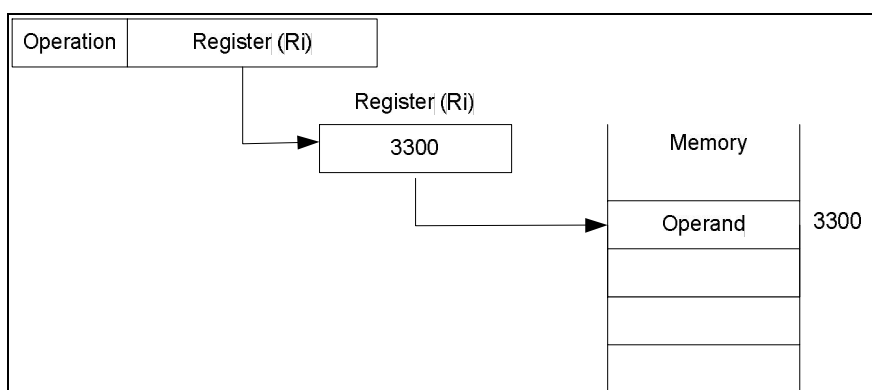 Operation
Register (Ri)
Register (Ri)
3300
Memory
Operand
3300